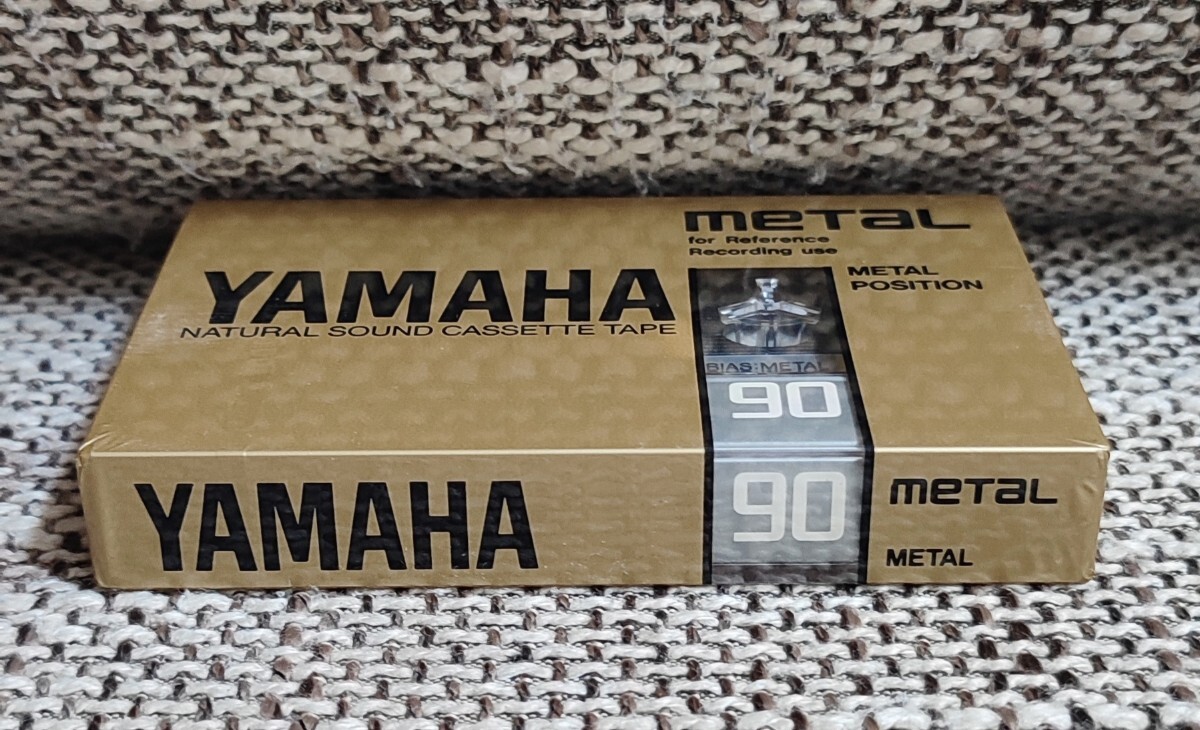 metal
for Reference
Recording use
YAMAHA
NATURAL SOUND CASSETTE TAPE
METAL
POSITION
BIAS:METAL
90
YAMAHA
90
metal
METAL